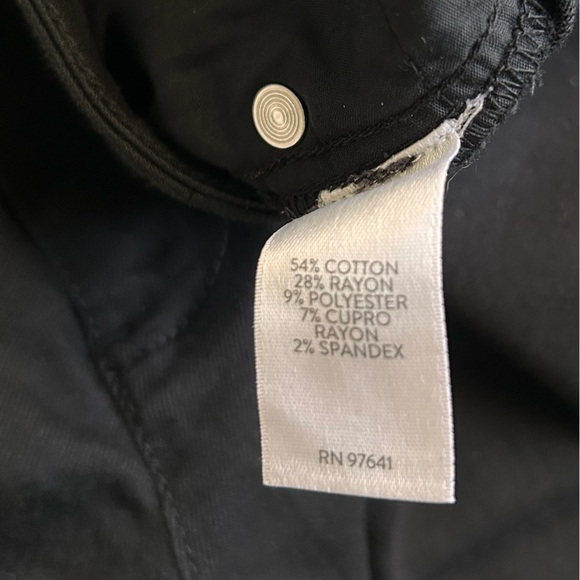 54% COTTON
28% RAYON
9% POLYESTER
7% CUPRO
RAYON
2% SPANDEX
RN 97641